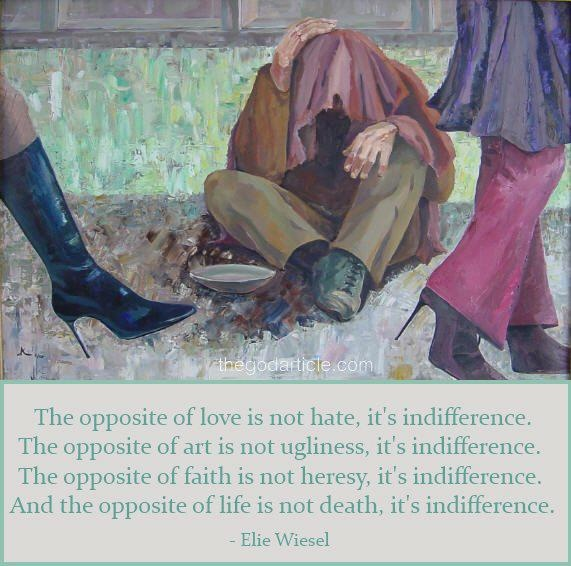 thegodarticle.com
The opposite of love is not hate, it's indifference.
The opposite of art is not ugliness, it's indifference.
The opposite of faith is not heresy, it's indifference.
And the opposite of life is not death, it's indifference.
- Elie Wiesel